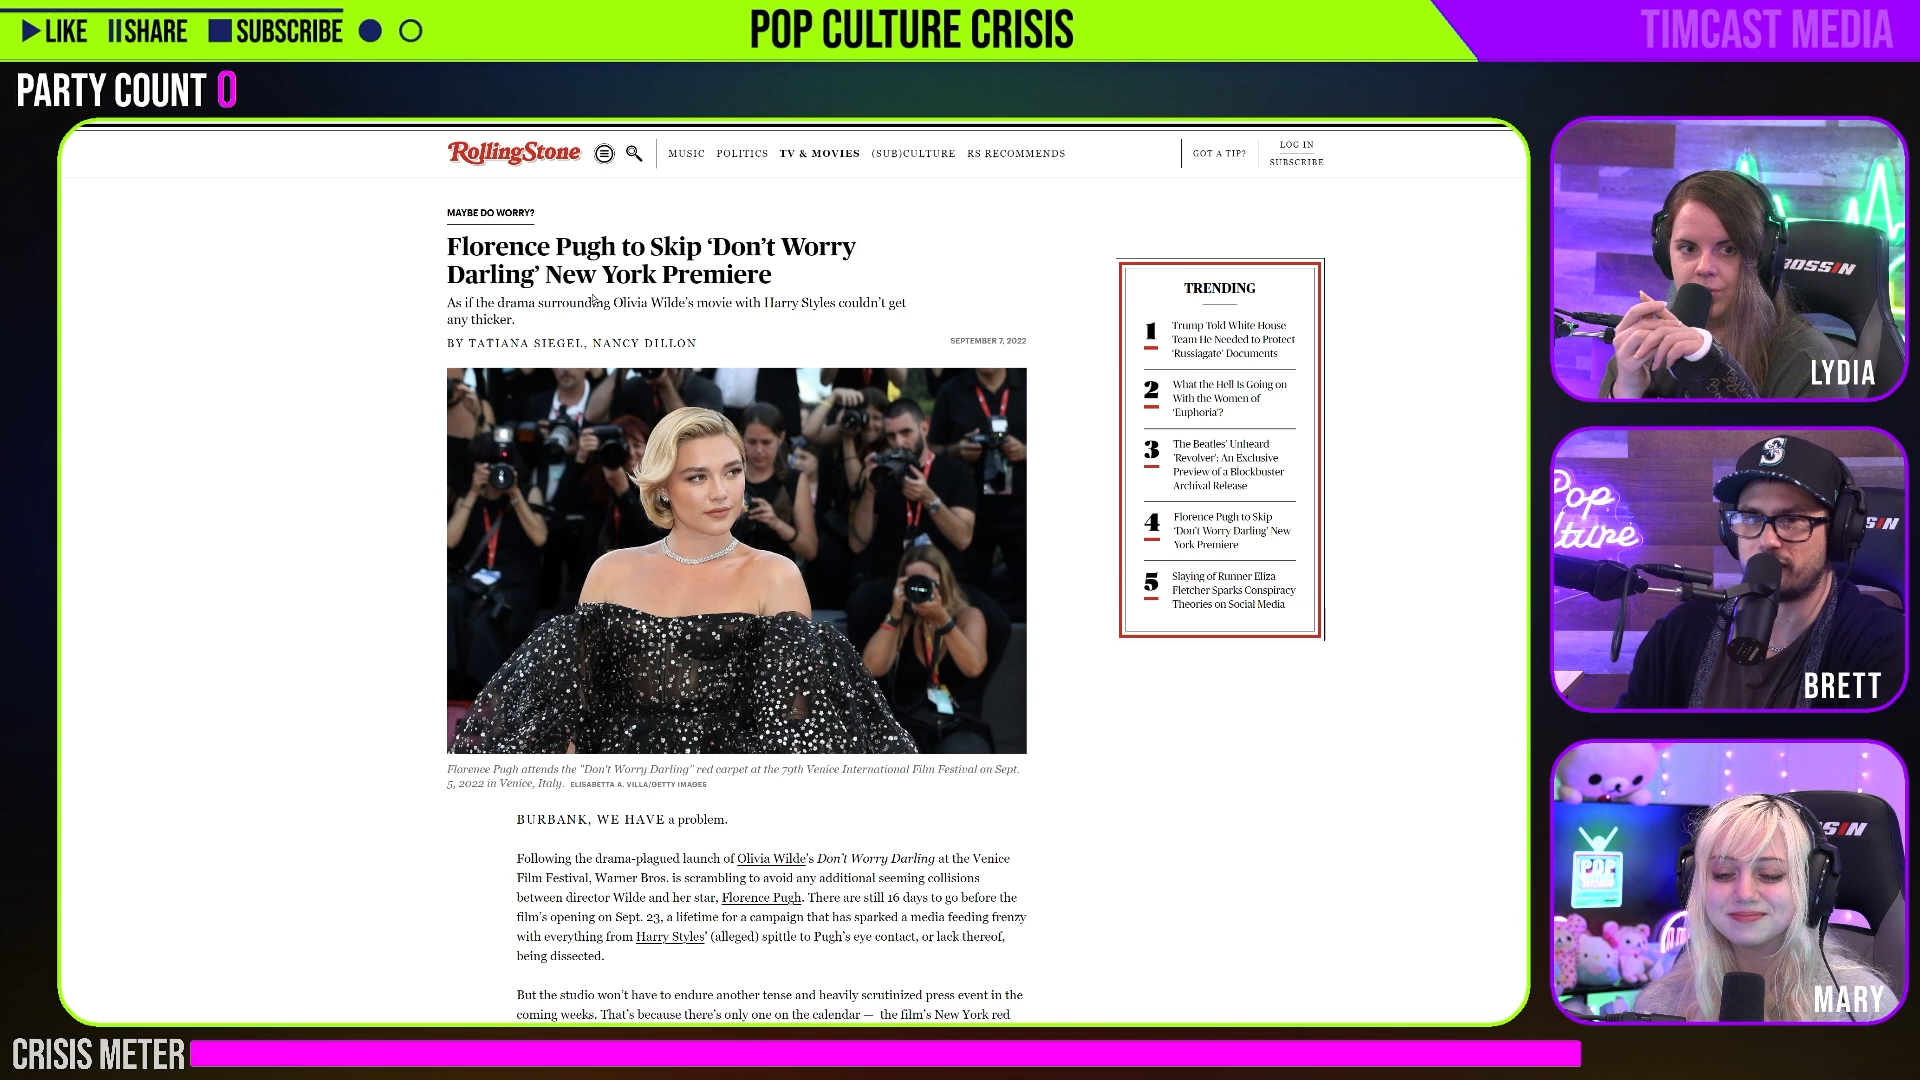 LIKE SHARE SUBSCRIBE
POP CULTURE CRISIS
TIMCAST MEDIA
PARTY COUNT 0
RollingStone
MUSIC POLITICS TV & MOVIES (SUB)CULTURE RS RECOMMENDS
GOT A TIP?
LOG IN
SUBSCRIBE
MAYBE DO WORRY?
Florence Pugh to Skip ‘Don’t Worry
Darling’ New York Premiere
As if the drama surrounding Olivia Wilde’s movie with Harry Styles couldn’t get
any thicker.
BY TATIANA SIEGEL, NANCY DILLON
SEPTEMBER 7, 2022
Florence Pugh attends the "Don't Worry Darling" red carpet at the 79th Venice International Film Festival on Sept.
5, 2022 in Venice, Italy. ELISABETTA A. VILLA/GETTY IMAGES
BURBANK, WE HAVE a problem.
Following the drama-plagued launch of Olivia Wilde’s Don’t Worry Darling at the Venice
Film Festival, Warner Bros. is scrambling to avoid any additional seeming collisions
between director Wilde and her star, Florence Pugh. There are still 16 days to go before the
film’s opening on Sept. 23, a lifetime for a campaign that has sparked a media feeding frenzy
with everything from Harry Styles’ (alleged) spittle to Pugh’s eye contact, or lack thereof,
being dissected.
But the studio won’t have to endure another tense and heavily scrutinized press event in the
coming weeks. That’s because there’s only one on the calendar — the film’s New York red
TRENDING
1 Trump Told White House
Team He Needed to Protect
‘Russiagate’ Documents
2 What the Hell Is Going on
With the Women of
‘Euphoria’?
3 The Beatles’ Unheard
‘Revolver’: An Exclusive
Preview of a Blockbuster
Archival Release
4 Florence Pugh to Skip
‘Don’t Worry Darling’ New
York Premiere
5 Slaying of Runner Eliza
Fletcher Sparks Conspiracy
Theories on Social Media
BOSSIN
LYDIA
S
Pop
lture
SIN
BRETT
POP
SIN
MARY
CRISIS METER